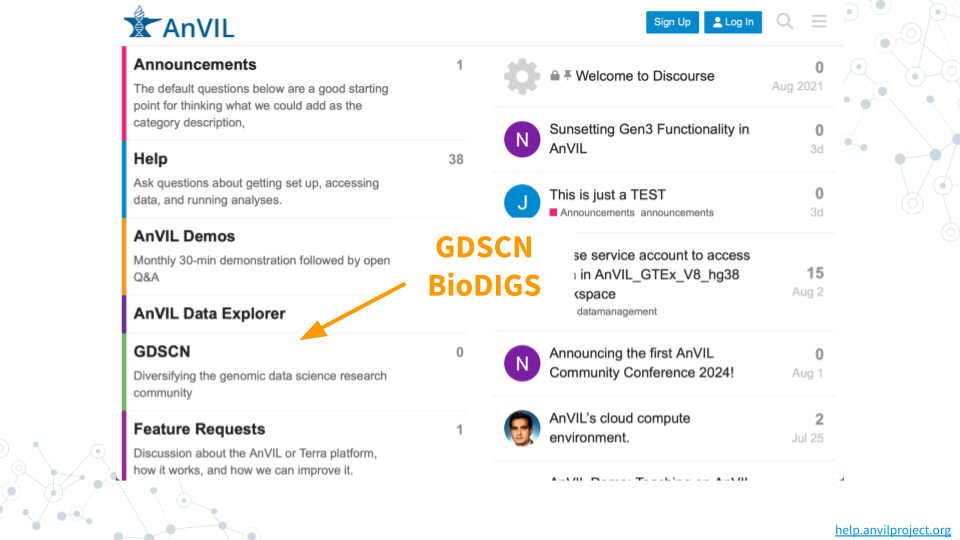 AnVIL
Sign Up
Log In
Announcements 1
The default questions below are a good starting
point for thinking what we could add as the
category description,
Help 38
Ask questions about getting set up, accessing
data, and running analyses.
AnVIL Demos
Monthly 30-min demonstration followed by open
Q&A
AnVIL Data Explorer
GDSCN 0
Diversifying the genomic data science research
community
Feature Requests 1
Discussion about the AnVIL or Terra platform,
how it works, and how we can improve it.
GDSCN
BioDIGS
Welcome to Discourse 0
Aug 2021
N
Sunsetting Gen3 Functionality in 0
AnVIL 3d
J
This is just a TEST 0
Announcements announcements 3d
se service account to access
in AnVIL_GTEx_V8_hg38 15
kspace Aug 2
datamanagement
N
Announcing the first AnVIL 0
Community Conference 2024! Aug 1
AnVIL's cloud compute 2
environment. Jul 25
help.anvilproject.org